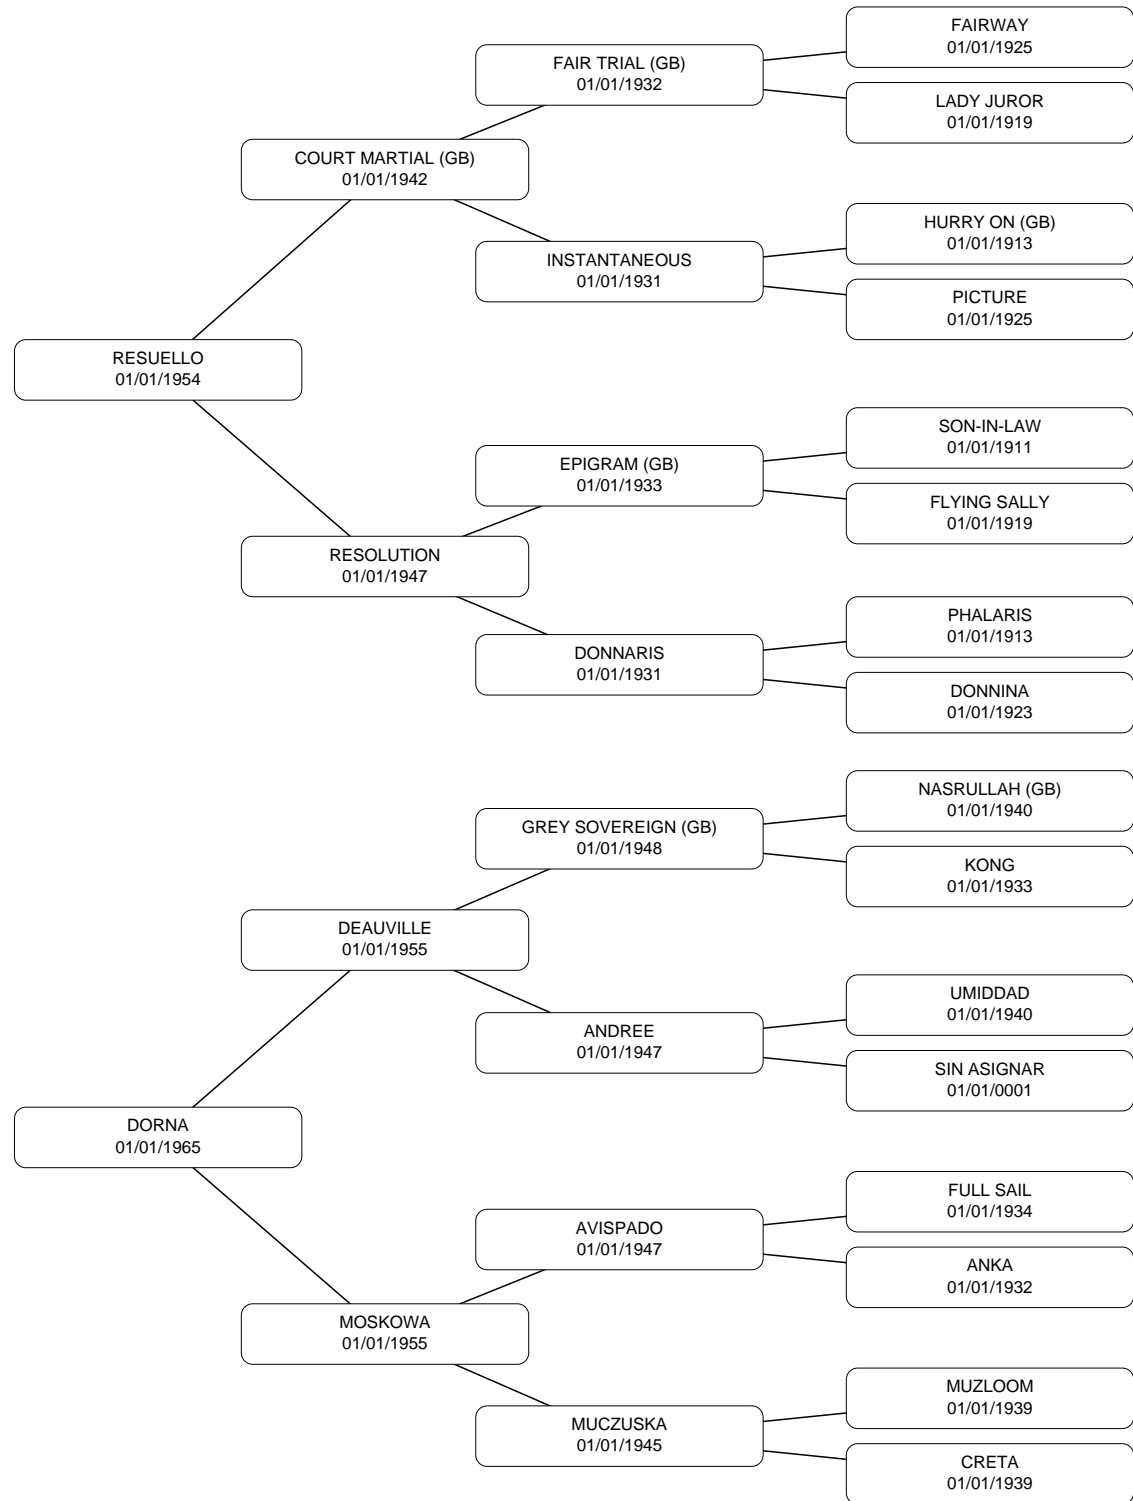 FAIRWAY
01/01/1925
FAIR TRIAL (GB)
01/01/1932
LADY JUROR
01/01/1919
COURT MARTIAL (GB)
01/01/1942
HURRY ON (GB)
01/01/1913
INSTANTANEOUS
01/01/1931
PICTURE
01/01/1925
RESUELLO
01/01/1954
SON-IN-LAW
01/01/1911
EPIGRAM (GB)
01/01/1933
FLYING SALLY
01/01/1919
RESOLUTION
01/01/1947
PHALARIS
01/01/1913
DONNARIS
01/01/1931
DONNINA
01/01/1923
NASRULLAH (GB)
01/01/1940
GREY SOVEREIGN (GB)
01/01/1948
KONG
01/01/1933
DEAUVILLE
01/01/1955
UMIDDAD
01/01/1940
ANDREE
01/01/1947
SIN ASIGNAR
01/01/0001
DORNA
01/01/1965
FULL SAIL
01/01/1934
AVISPADO
01/01/1947
ANKA
01/01/1932
MOSKOWA
01/01/1955
MUZLOOM
01/01/1939
MUCZUSKA
01/01/1945
CRETA
01/01/1939